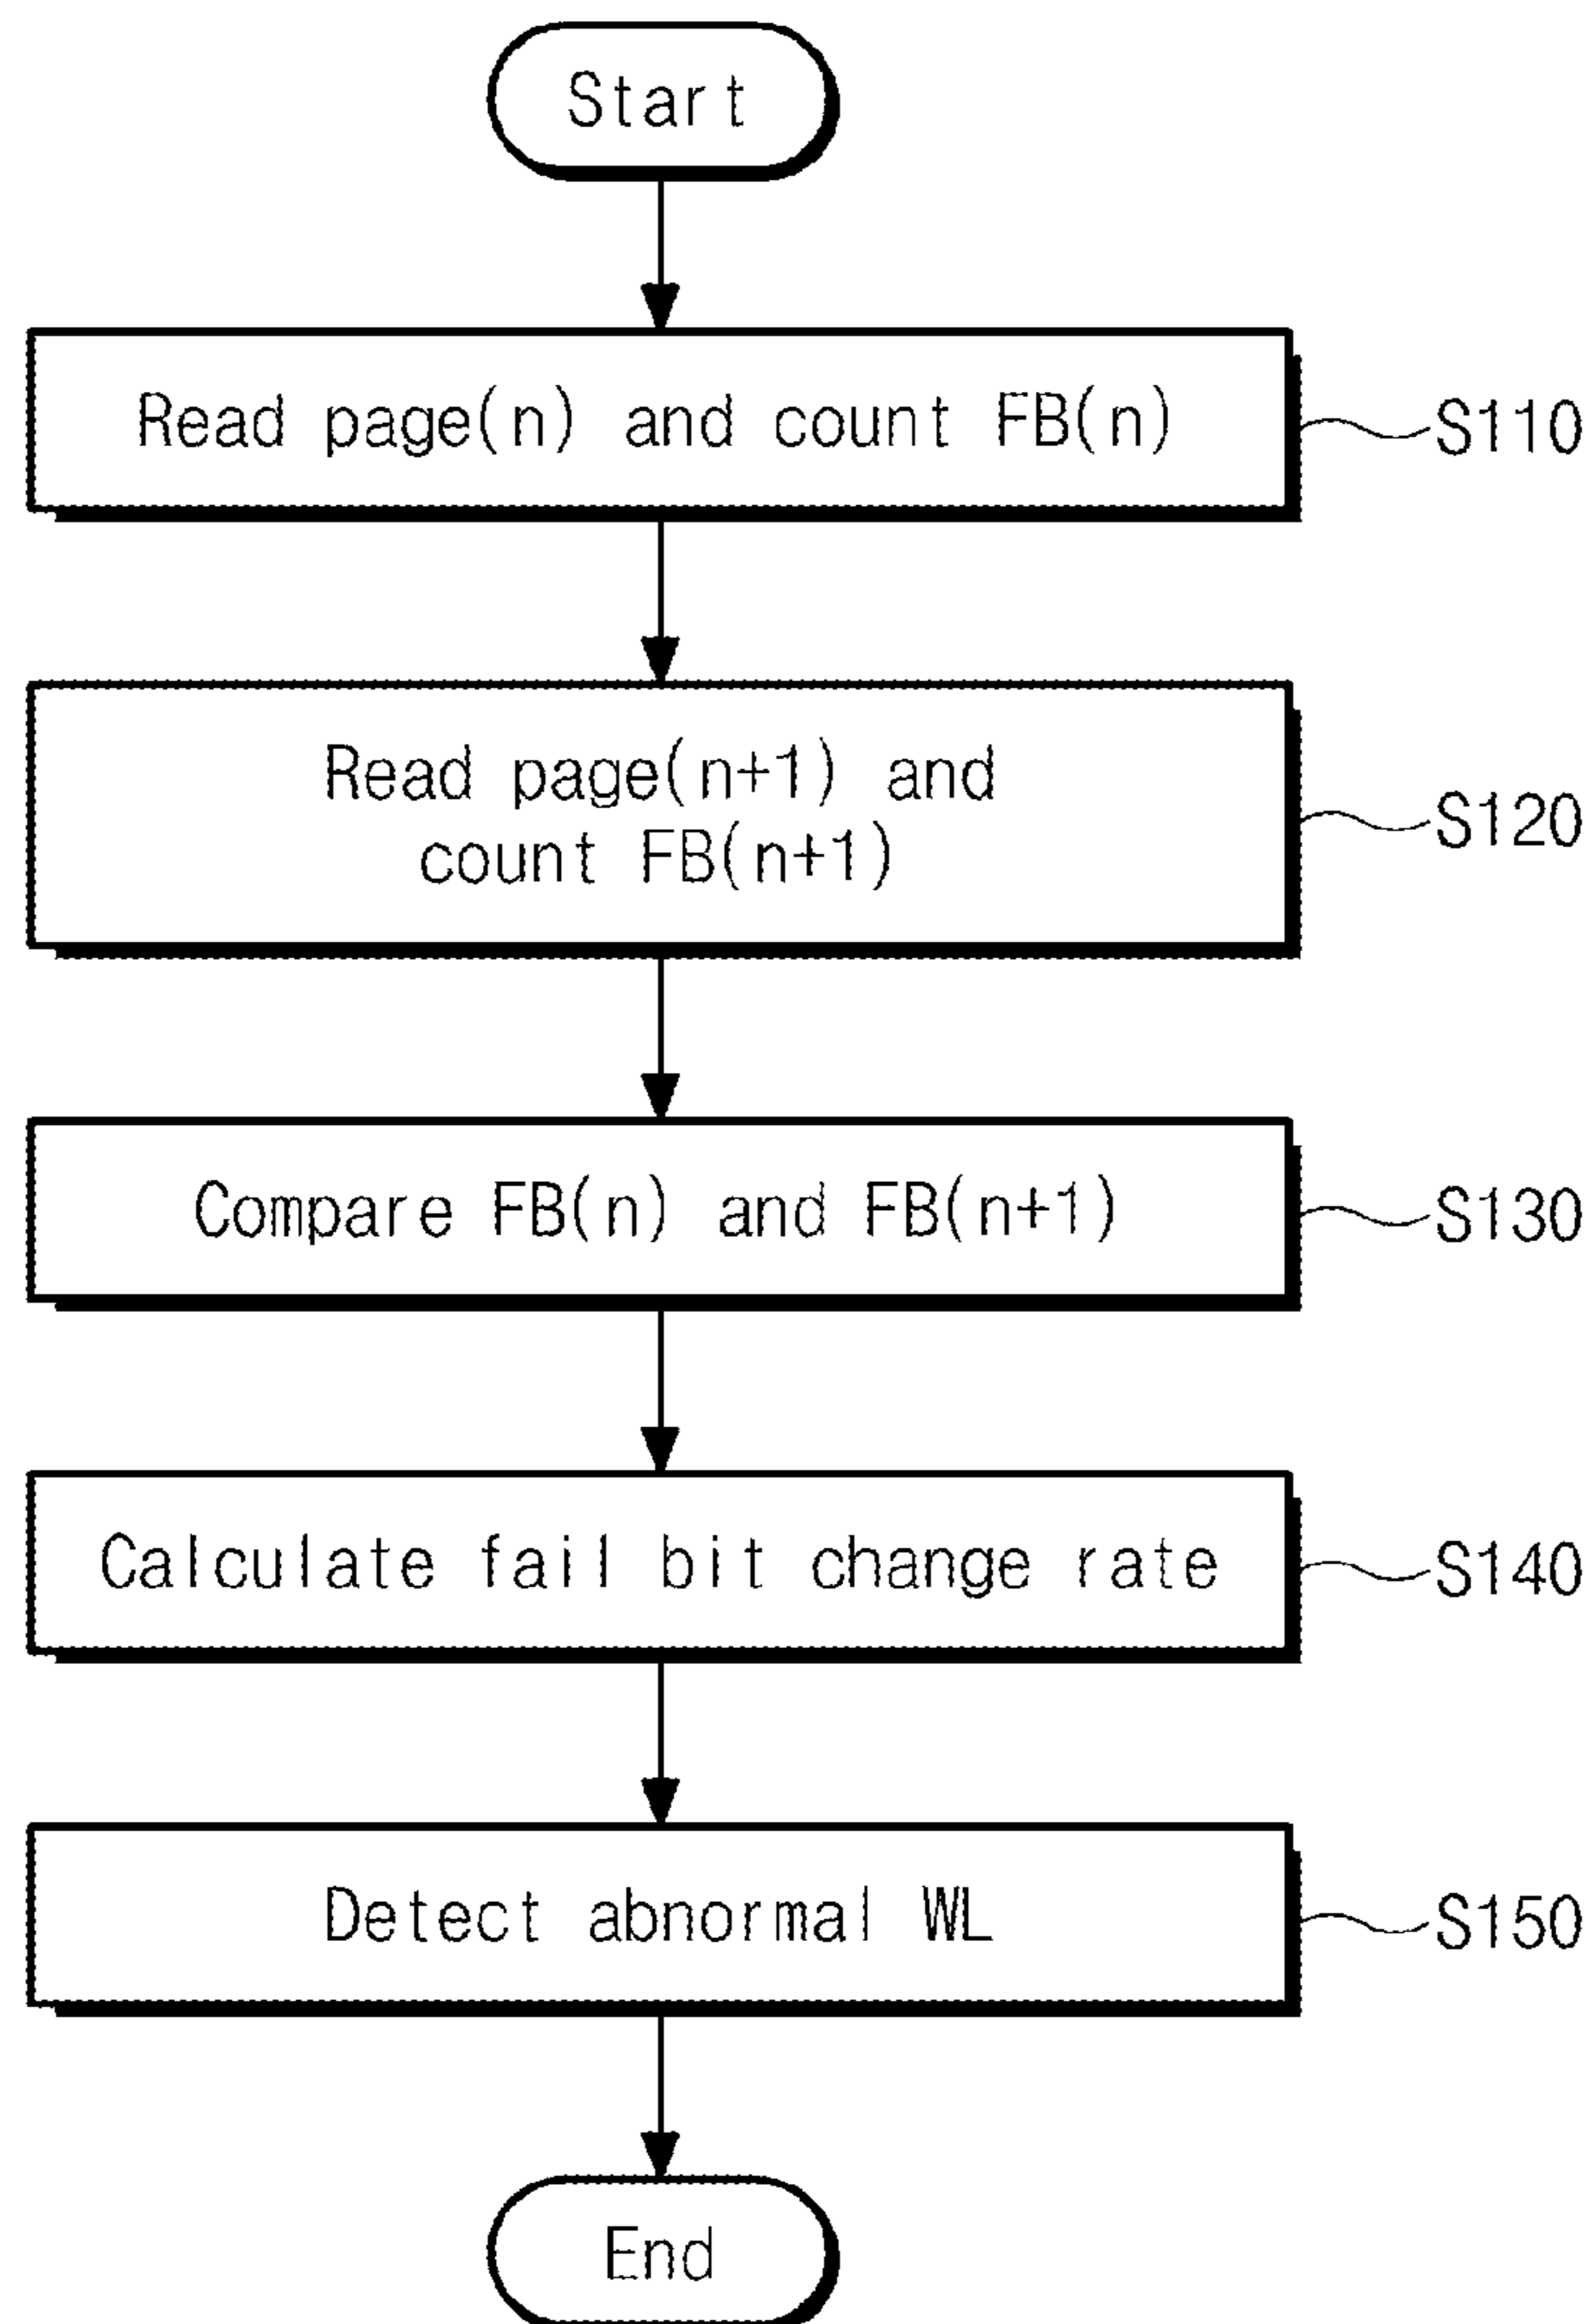 Start
Read page(n) and count FB(n)
S110
Read page(n+1) and
count FB(n+1)
S120
Compare FB(n) and FB(n+1)
S130
Calculate fail bit change rate
S140
Detect abnormal WL
S150
End